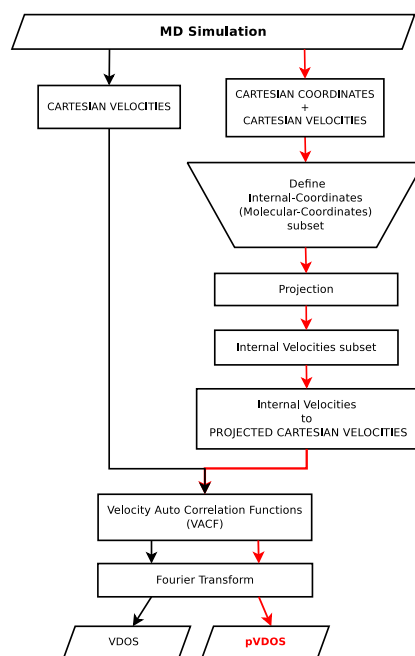 MD Simulation
CARTESIAN VELOCITIES
CARTESIAN COORDINATES
+
CARTESIAN VELOCITIES
Define
Internal-Coordinates
(Molecular-Coordinates)
subset
Projection
Internal Velocities subset
Internal Velocities
to
PROJECTED CARTESIAN VELOCITIES
Velocity Auto Correlation Functions
(VACF)
Fourier Transform
VDOS
pVDOS